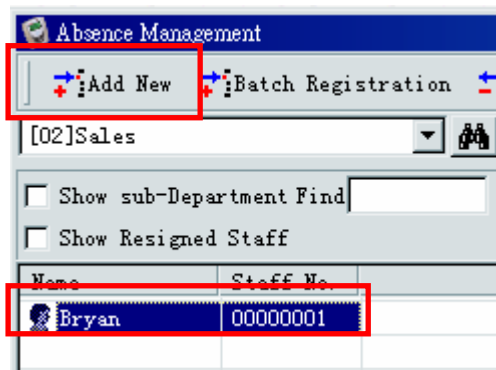 Absence Management
Add New Batch Registration
[02]Sales
Show sub-Department Find
Show Resigned Staff
Name Staff No.
Bryan 00000001